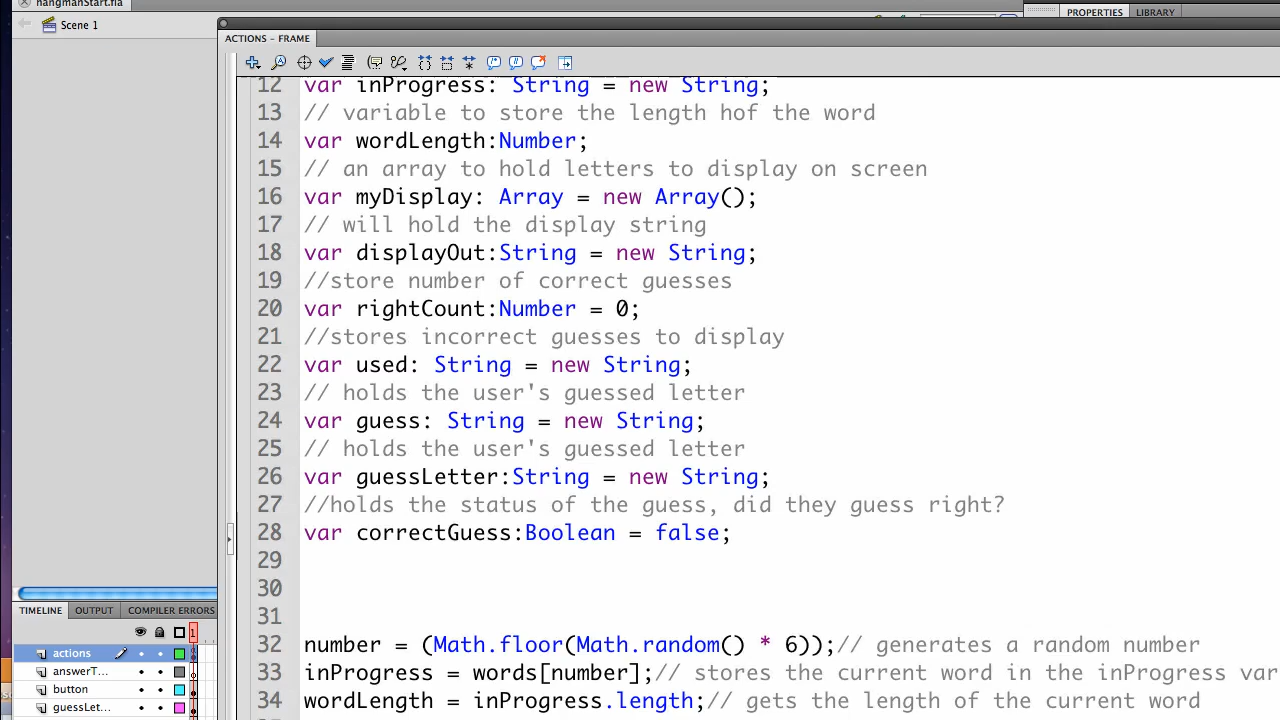 hangmanStart.fla
Scene 1
PROPERTIES LIBRARY
ACTIONS - FRAME
12 var inProgress: String = new String;
13 // variable to store the length hof the word
14 var wordLength:Number;
15 // an array to hold letters to display on screen
16 var myDisplay: Array = new Array();
17 // will hold the display string
18 var displayOut:String = new String;
19 //store number of correct guesses
20 var rightCount:Number = 0;
21 //stores incorrect guesses to display
22 var used: String = new String;
23 // holds the user's guessed letter
24 var guess: String = new String;
25 // holds the user's guessed letter
26 var guessLetter:String = new String;
27 //holds the status of the guess, did they guess right?
28 var correctGuess:Boolean = false;
29
30
31
32 number = (Math.floor(Math.random() * 6));// generates a random number
33 inProgress = words[number];// stores the current word in the inProgress var
34 wordLength = inProgress.length;// gets the length of the current word
TIMELINE OUTPUT COMPILER ERRORS
1
actions
answerT...
button
guessLet...